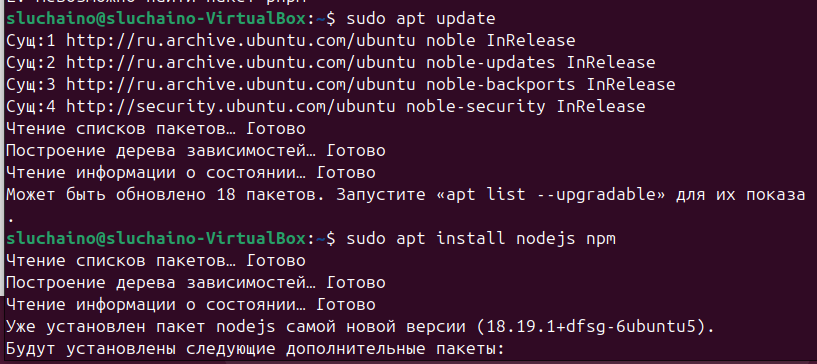 sluchaino@sluchaino-VirtualBox:~$ sudo apt update
Сущ:1 http://ru.archive.ubuntu.com/ubuntu noble InRelease
Сущ:2 http://ru.archive.ubuntu.com/ubuntu noble-updates InRelease
Сущ:3 http://ru.archive.ubuntu.com/ubuntu noble-backports InRelease
Сущ:4 http://security.ubuntu.com/ubuntu noble-security InRelease
Чтение списков пакетов… Готово
Построение дерева зависимостей… Готово
Чтение информации о состоянии… Готово
Может быть обновлено 18 пакетов. Запустите «apt list --upgradable» для их показа
.
sluchaino@sluchaino-VirtualBox:~$ sudo apt install nodejs npm
Чтение списков пакетов… Готово
Построение дерева зависимостей… Готово
Чтение информации о состоянии… Готово
Уже установлен пакет nodejs самой новой версии (18.19.1+dfsg-6ubuntu5).
Будут установлены следующие дополнительные пакеты: